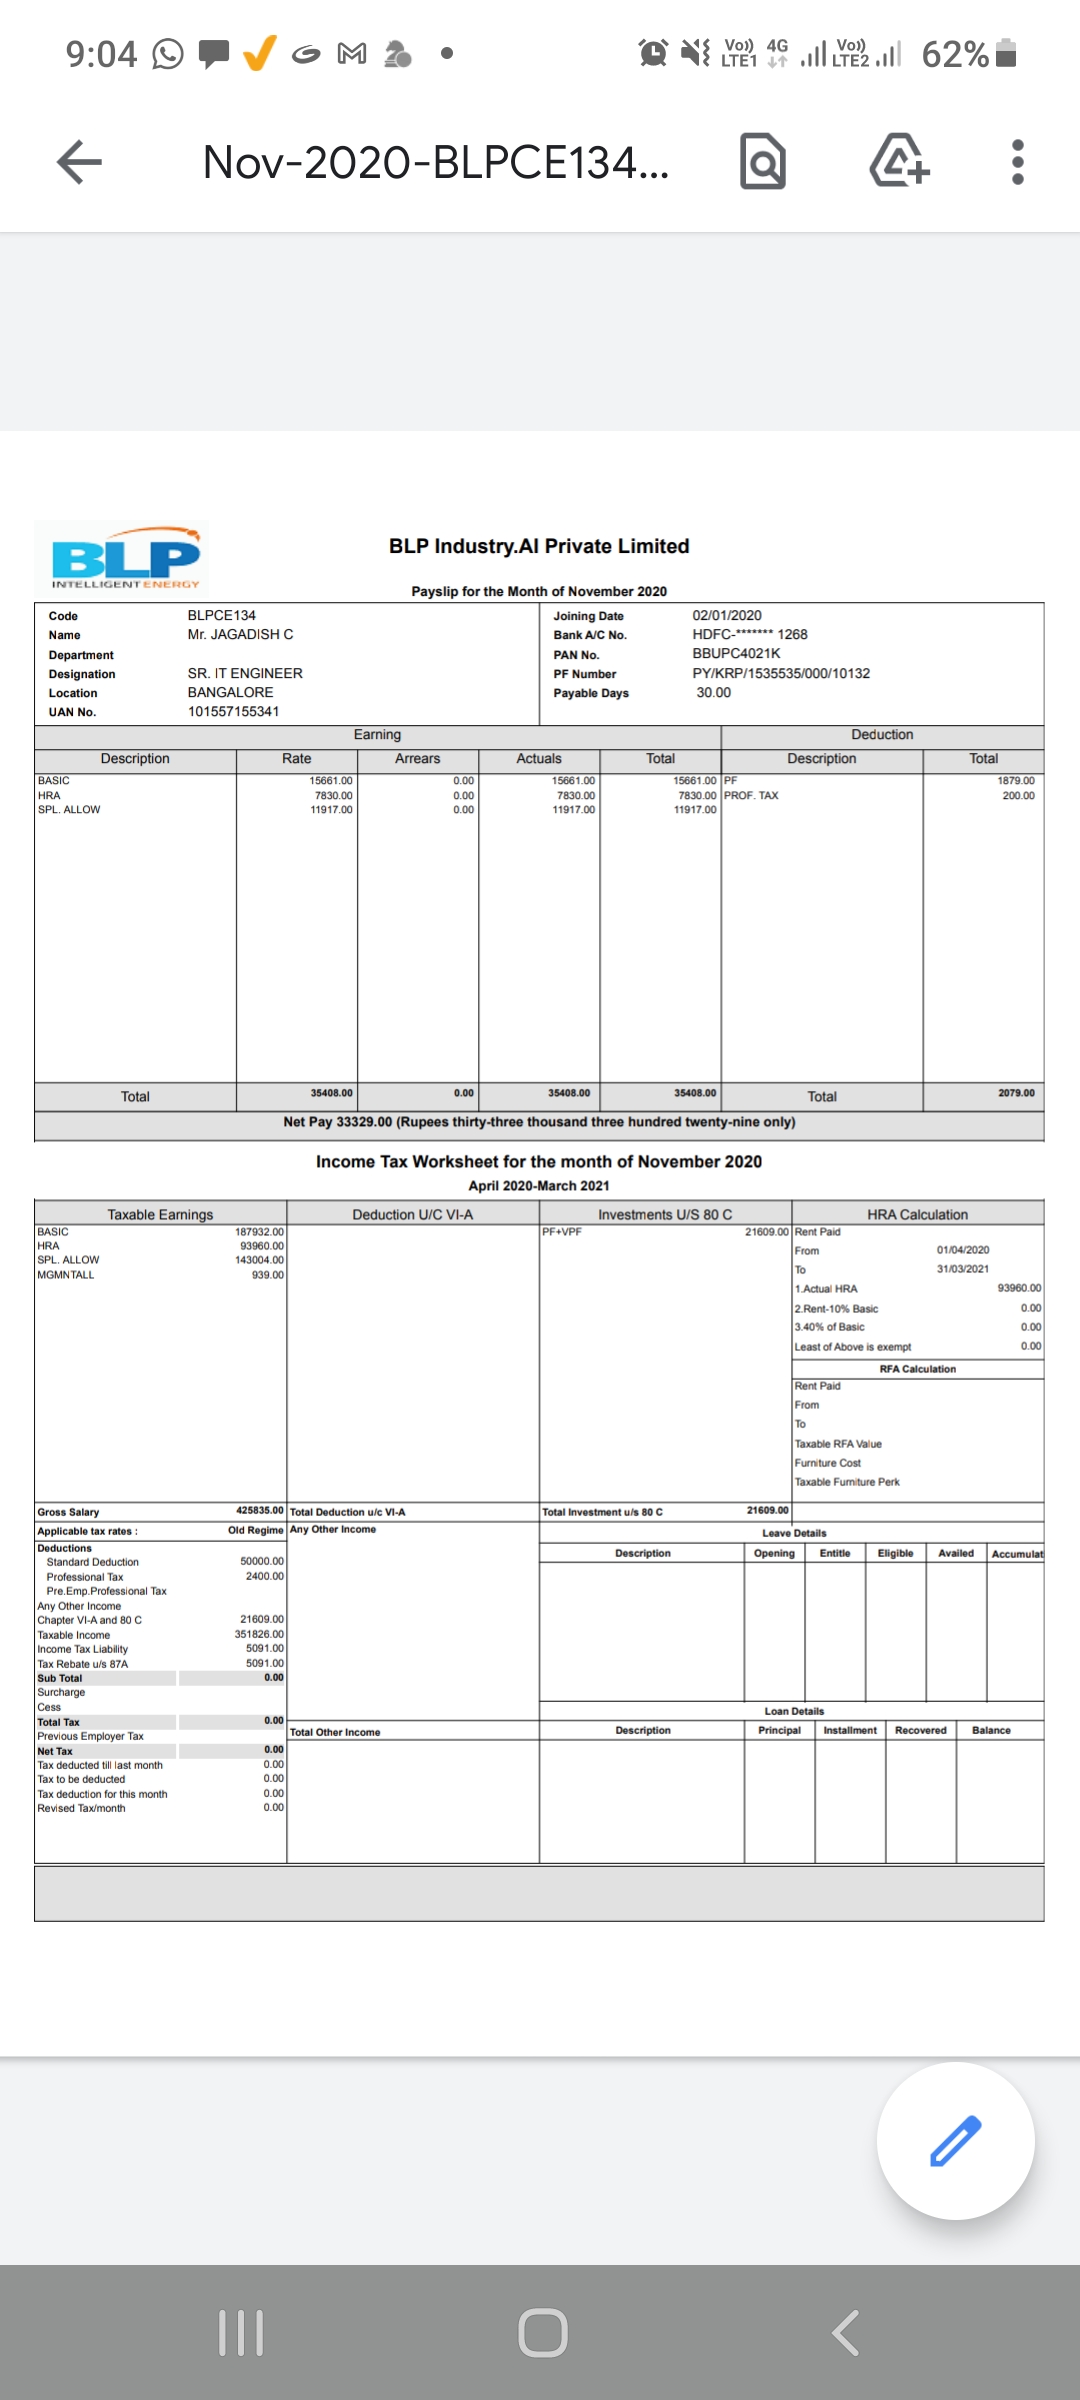 9:04 Vo)) LTE1 4G Vo)) LTE2 62%
Nov-2020-BLPCE134...
BLP
INTELLIGENT ENERGY
BLP Industry.AI Private Limited
Payslip for the Month of November 2020
Code BLPCE134 Joining Date 02/01/2020
Name Mr. JAGADISH C Bank A/C No. HDFC-******* 1268
Department PAN No. BBUPC4021K
Designation SR. IT ENGINEER PF Number PY/KRP/1535535/000/10132
Location BANGALORE Payable Days 30.00
UAN No. 101557155341
Earning Deduction
Description Rate Arrears Actuals Total Description Total
BASIC 15661.00 0.00 15661.00 15661.00 PF 1879.00
HRA 7830.00 0.00 7830.00 7830.00 PROF. TAX 200.00
SPL. ALLOW 11917.00 0.00 11917.00 11917.00
Total 35408.00 0.00 35408.00 35408.00 Total 2079.00
Net Pay 33329.00 (Rupees thirty-three thousand three hundred twenty-nine only)
Income Tax Worksheet for the month of November 2020
April 2020-March 2021
Taxable Earnings Deduction U/C VI-A Investments U/S 80 C HRA Calculation
BASIC 187932.00 PF+VPF 21609.00 Rent Paid
HRA 93960.00 From 01/04/2020
SPL. ALLOW 143004.00 To 31/03/2021
MGMNTALL 939.00
1.Actual HRA 93960.00
2.Rent-10% Basic 0.00
3.40% of Basic 0.00
Least of Above is exempt 0.00
RFA Calculation
Rent Paid
From
To
Taxable RFA Value
Furniture Cost
Taxable Furniture Perk
Gross Salary 425835.00 Total Deduction u/c VI-A Total Investment u/s 80 C 21609.00
Applicable tax rates : Old Regime Any Other Income Leave Details
Deductions Description Opening Entitle Eligible Availed Accumulat
Standard Deduction 50000.00
Professional Tax 2400.00
Pre.Emp.Professional Tax
Any Other Income
Chapter VI-A and 80 C 21609.00
Taxable Income 351826.00
Income Tax Liability 5091.00
Tax Rebate u/s 87A 5091.00
Sub Total 0.00
Surcharge
Cess Loan Details
Total Tax 0.00
Total Other Income Description Principal Installment Recovered Balance
Previous Employer Tax
Net Tax 0.00
Tax deducted till last month 0.00
Tax to be deducted 0.00
Tax deduction for this month 0.00
Revised Tax/month 0.00